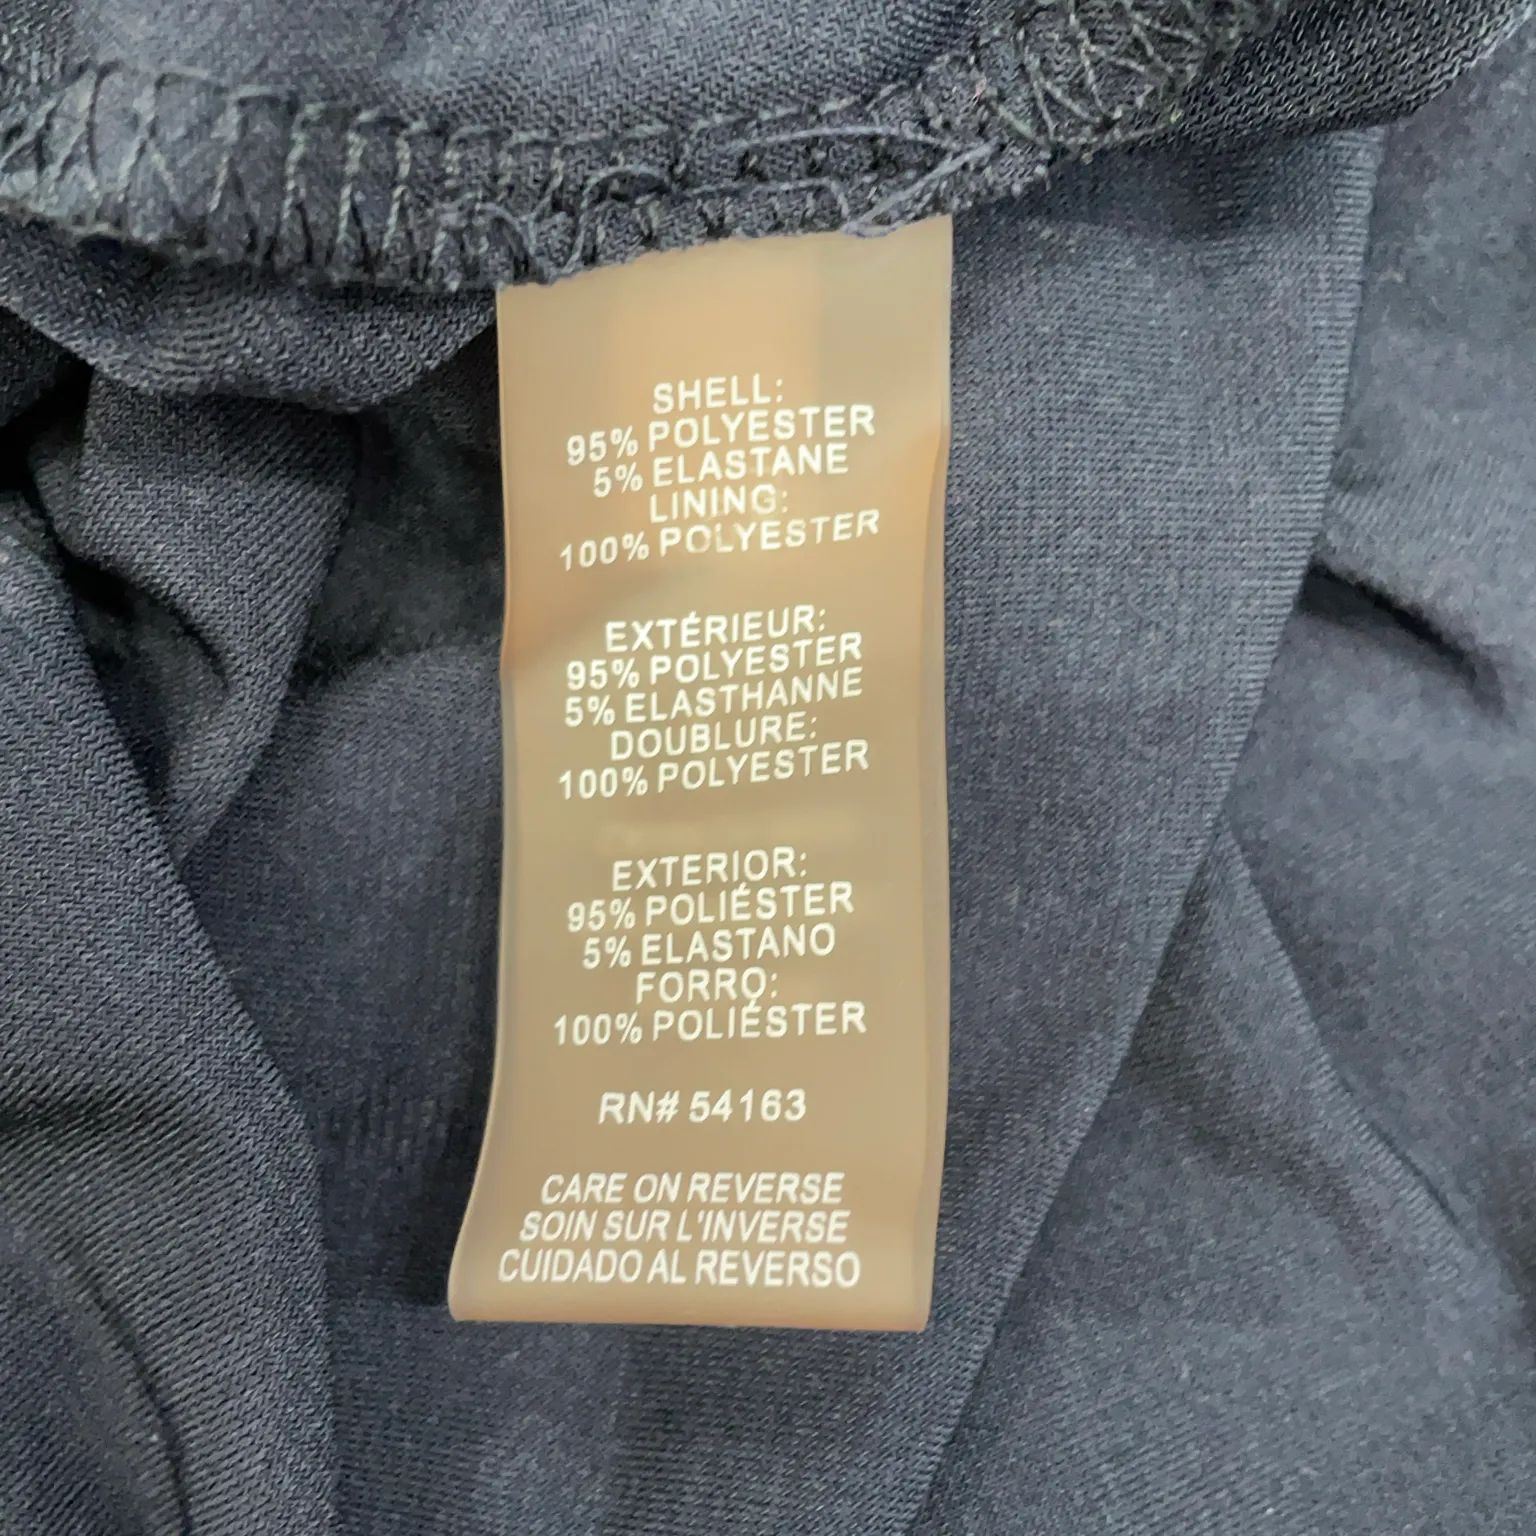 SHELL:
95% POLYESTER
5% ELASTANE
LINING:
100% POLYESTER
EXTÉRIEUR:
95% POLYESTER
5% ELASTHANNE
DOUBLURE:
100% POLYESTER
EXTERIOR:
95% POLIÉSTER
5% ELASTANO
FORRO:
100% POLIÉSTER
RN# 54163
CARE ON REVERSE
SOIN SUR L'INVERSE
CUIDADO AL REVERSO